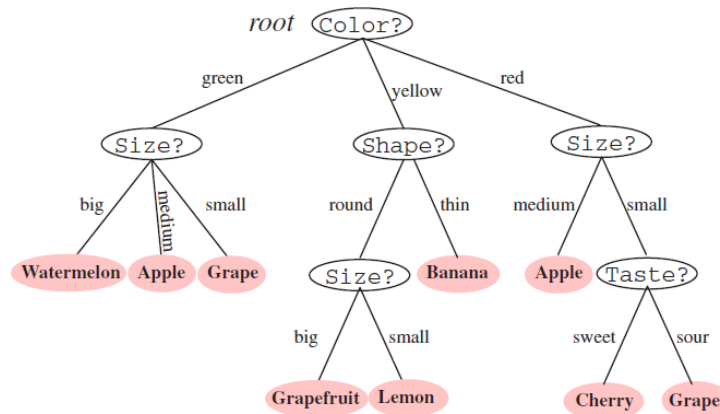 root Color?
green yellow red
Size? Shape? Size?
big medium small round thin medium small
Watermelon Apple Grape Size? Banana Apple Taste?
big small sweet sour
Grapefruit Lemon Cherry Grape